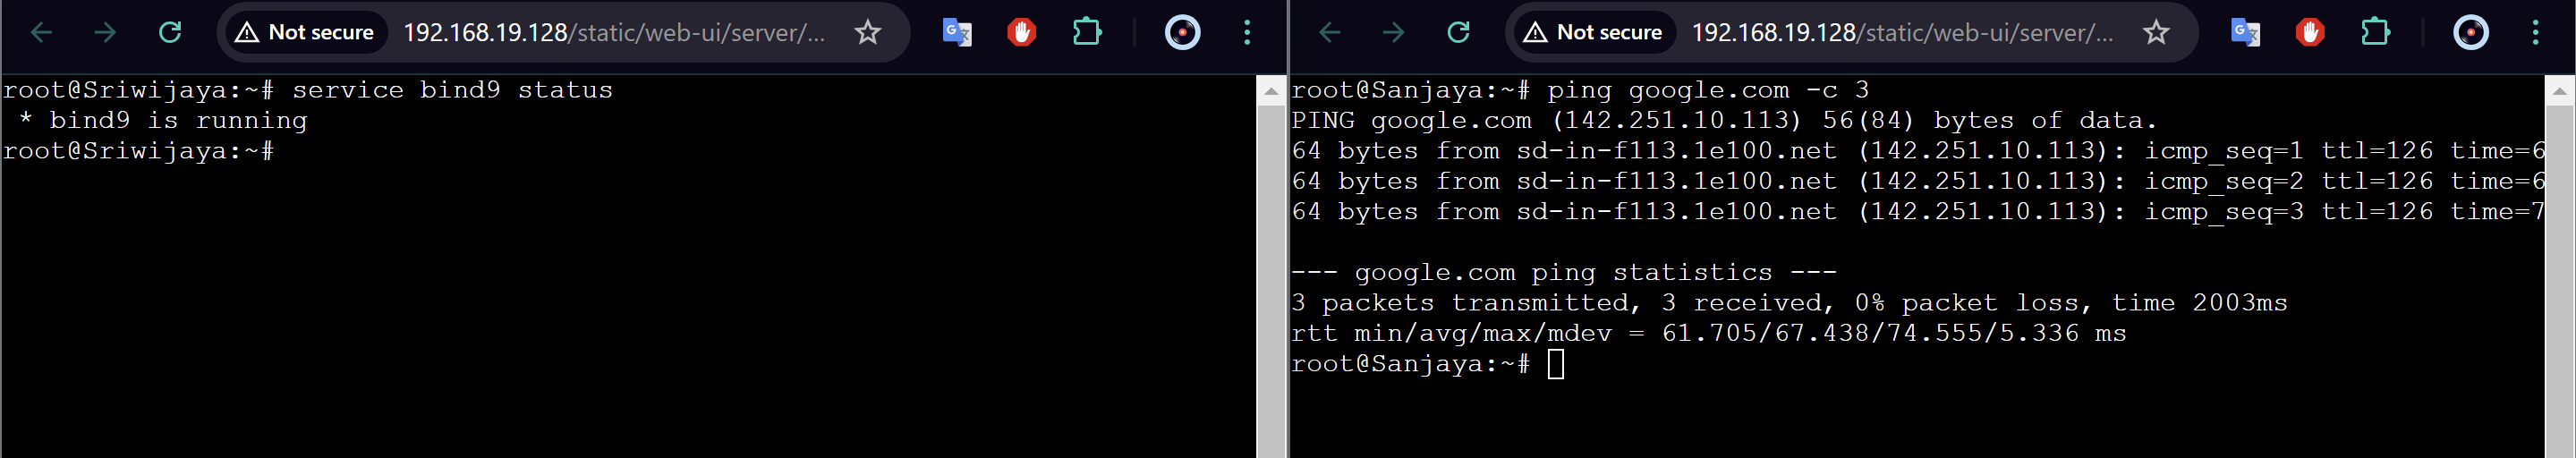 Not secure 192.168.19.128/static/web-ui/server/...
root@Sriwijaya:~# service bind9 status
 * bind9 is running
root@Sriwijaya:~#
Not secure 192.168.19.128/static/web-ui/server/...
root@Sanjaya:~# ping google.com -c 3
PING google.com (142.251.10.113) 56(84) bytes of data.
64 bytes from sd-in-f113.1e100.net (142.251.10.113): icmp_seq=1 ttl=126 time=6
64 bytes from sd-in-f113.1e100.net (142.251.10.113): icmp_seq=2 ttl=126 time=6
64 bytes from sd-in-f113.1e100.net (142.251.10.113): icmp_seq=3 ttl=126 time=7
--- google.com ping statistics ---
3 packets transmitted, 3 received, 0% packet loss, time 2003ms
rtt min/avg/max/mdev = 61.705/67.438/74.555/5.336 ms
root@Sanjaya:~#